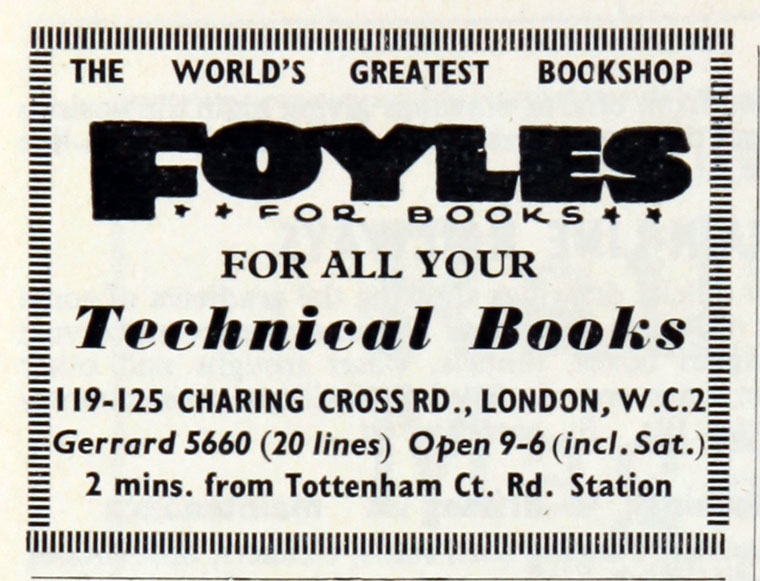 THE WORLD'S GREATEST BOOKSHOP
FOYLES
★ ★ FOR BOOKS ★ ★
FOR ALL YOUR
Technical Books
119-125 CHARING CROSS RD., LONDON, W.C.2
Gerrard 5660 (20 lines) Open 9-6 (incl. Sat.)
2 mins. from Tottenham Ct. Rd. Station